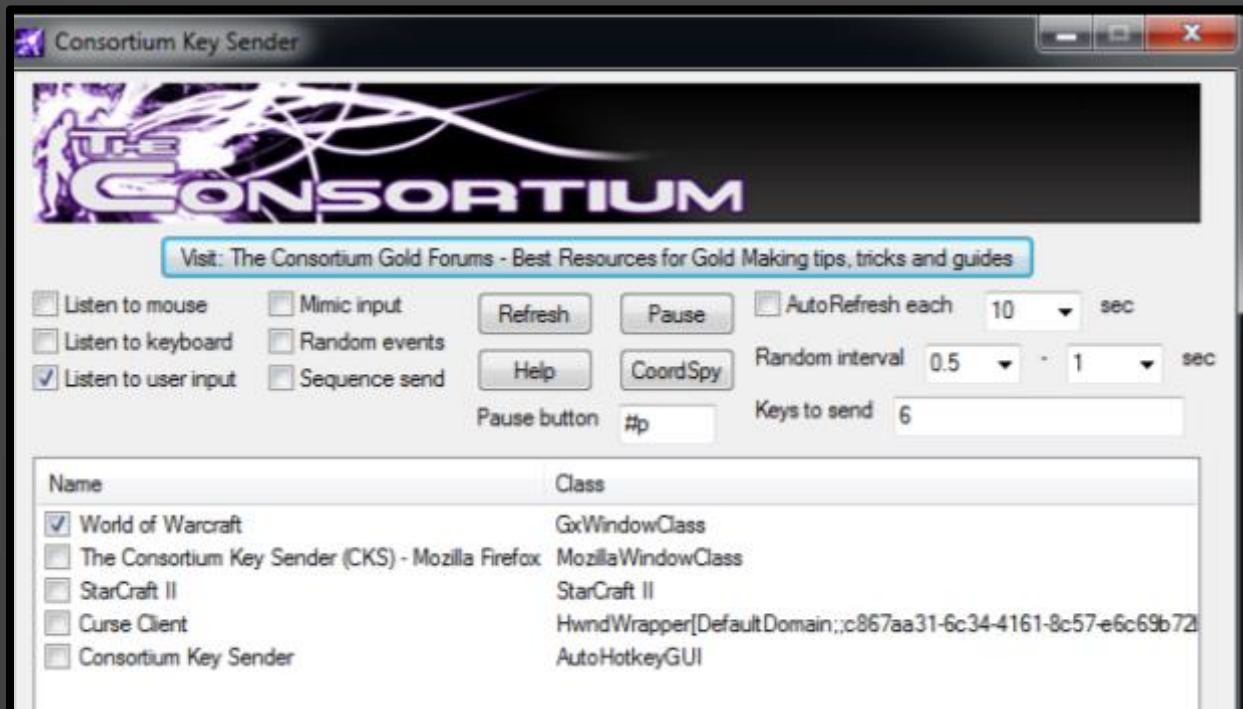 Consortium Key Sender
THE
CONSORTIUM
Visit: The Consortium Gold Forums - Best Resources for Gold Making tips, tricks and guides
Listen to mouse Mimic input Refresh Pause AutoRefresh each 10 sec
Listen to keyboard Random events Help CoordSpy Random interval 0.5 - 1 sec
Listen to user input Sequence send
Pause button #p Keys to send 6
Name Class
World of Warcraft GxWindowClass
The Consortium Key Sender (CKS) - Mozilla Firefox MozillaWindowClass
StarCraft II StarCraft II
Curse Client HwndWrapper[DefaultDomain;;c867aa31-6c34-4161-8c57-e6c69b72
Consortium Key Sender AutoHotkeyGUI